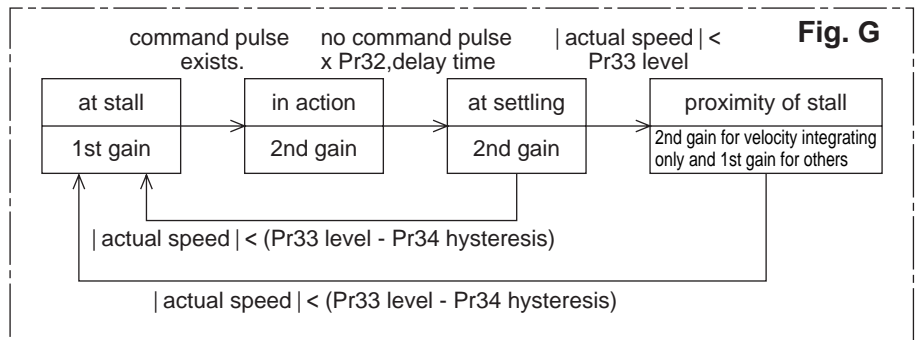 Fig. G
command pulse
exists.
no command pulse
x Pr32,delay time
| actual speed | <
Pr33 level
at stall
1st gain
in action
2nd gain
at settling
2nd gain
proximity of stall
2nd gain for velocity integrating
only and 1st gain for others
| actual speed | < (Pr33 level - Pr34 hysteresis)
| actual speed | < (Pr33 level - Pr34 hysteresis)